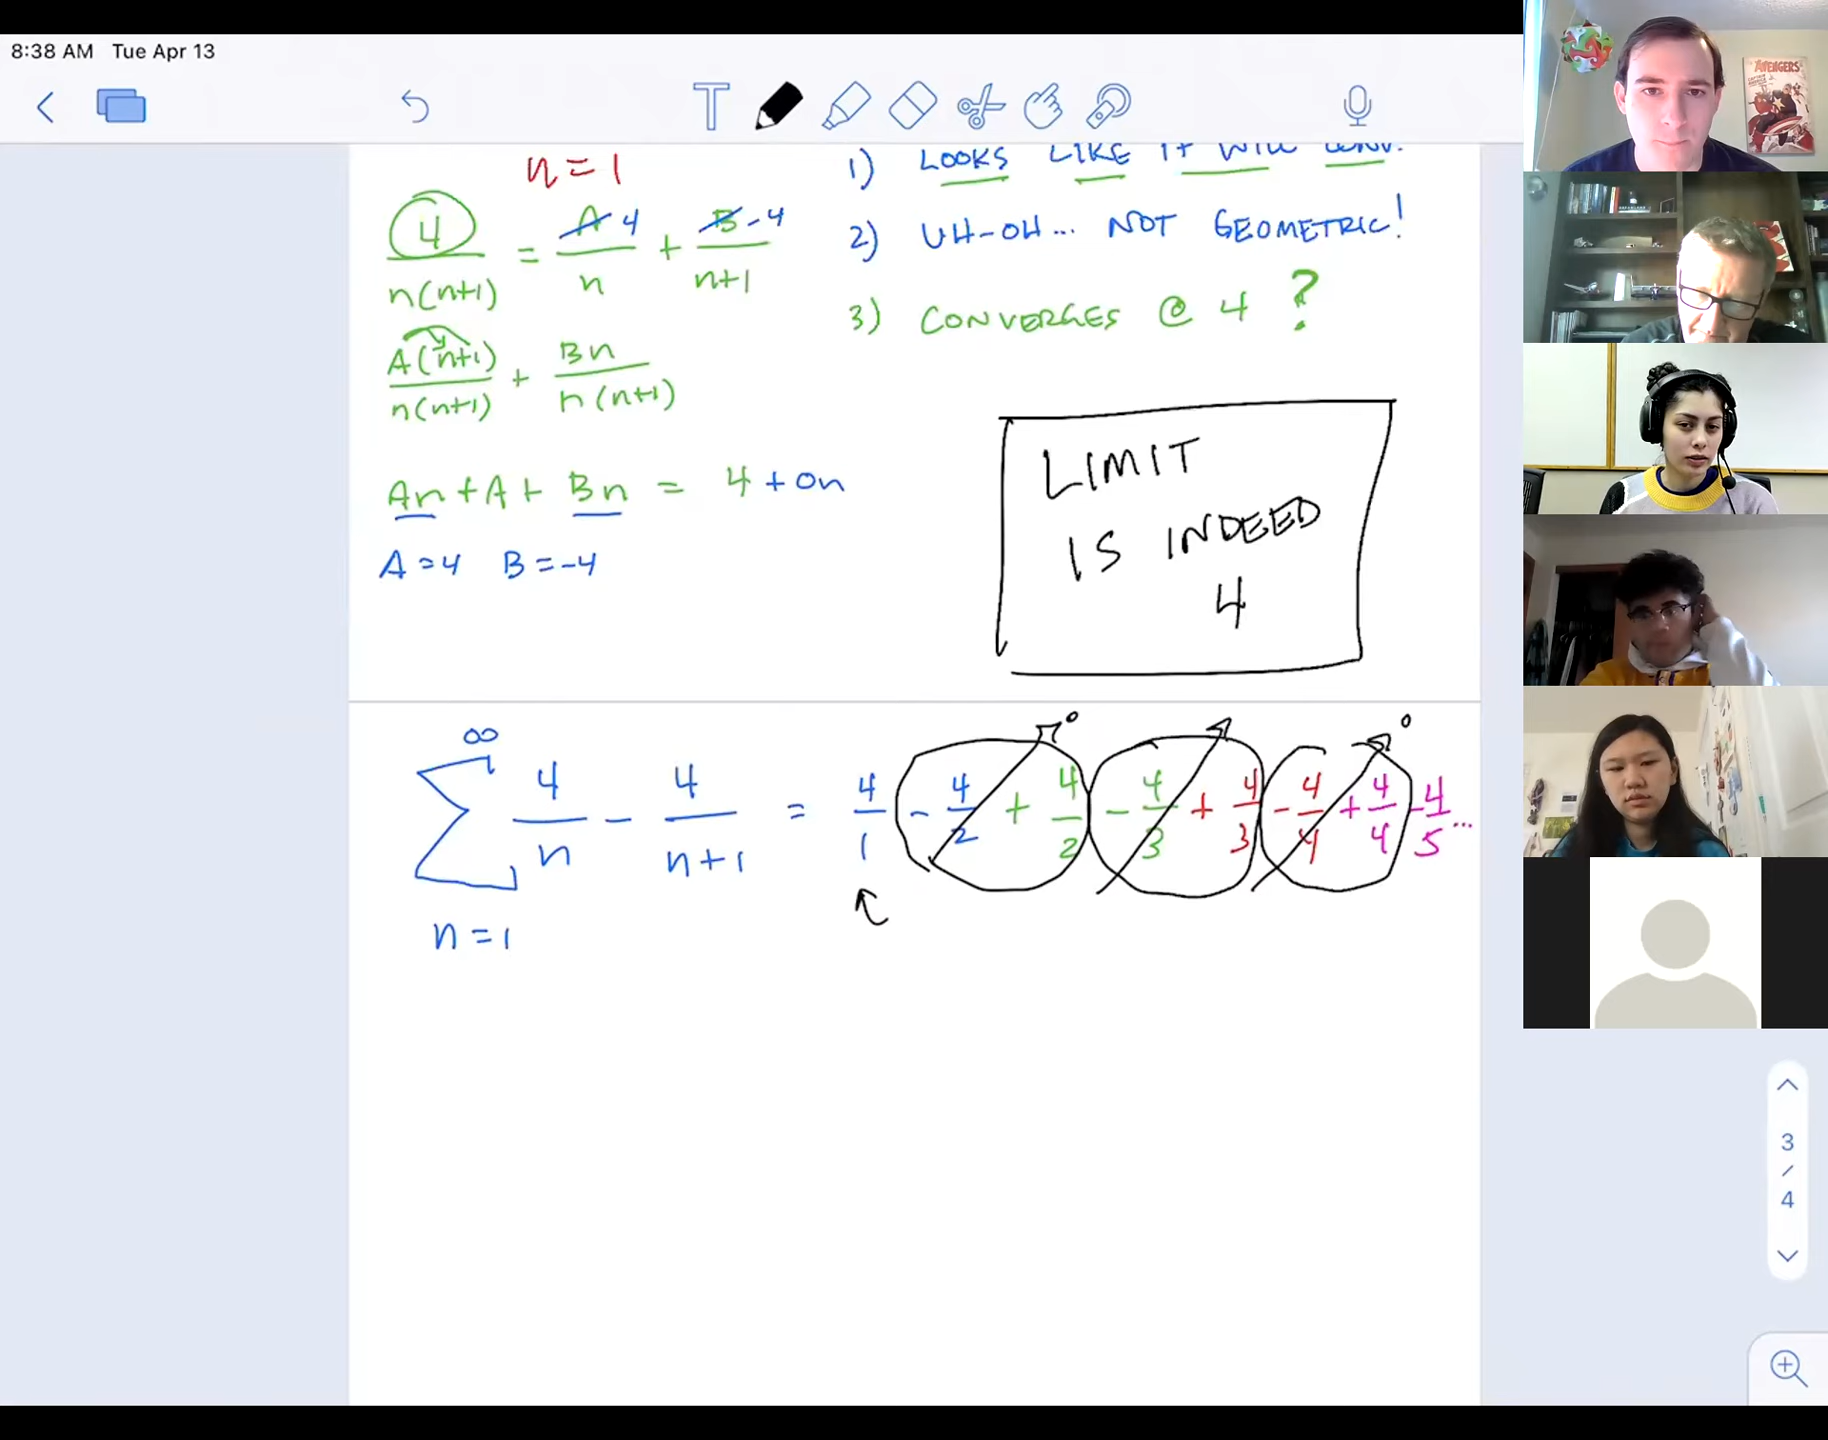 8:38 AM Tue Apr 13
n = 1
4/n(n+1) = A 4/n + B -4/n+1
A(n+1)/n(n+1) + Bn/n(n+1)
An + A + Bn = 4 + 0n
A = 4 B = -4
1) LOOKS LIKE IT WILL CONV.
2) UH-OH... NOT GEOMETRIC!
3) CONVERGES @ 4 ?
LIMIT
IS INDEED
4
∞
Σ 4/n - 4/n+1 = 4/1 - 4/2 + 4/2 - 4/3 + 4/3 - 4/4 + 4/4 - 4/5 ...
n = 1
0
0
AVENGERS
3
/
4